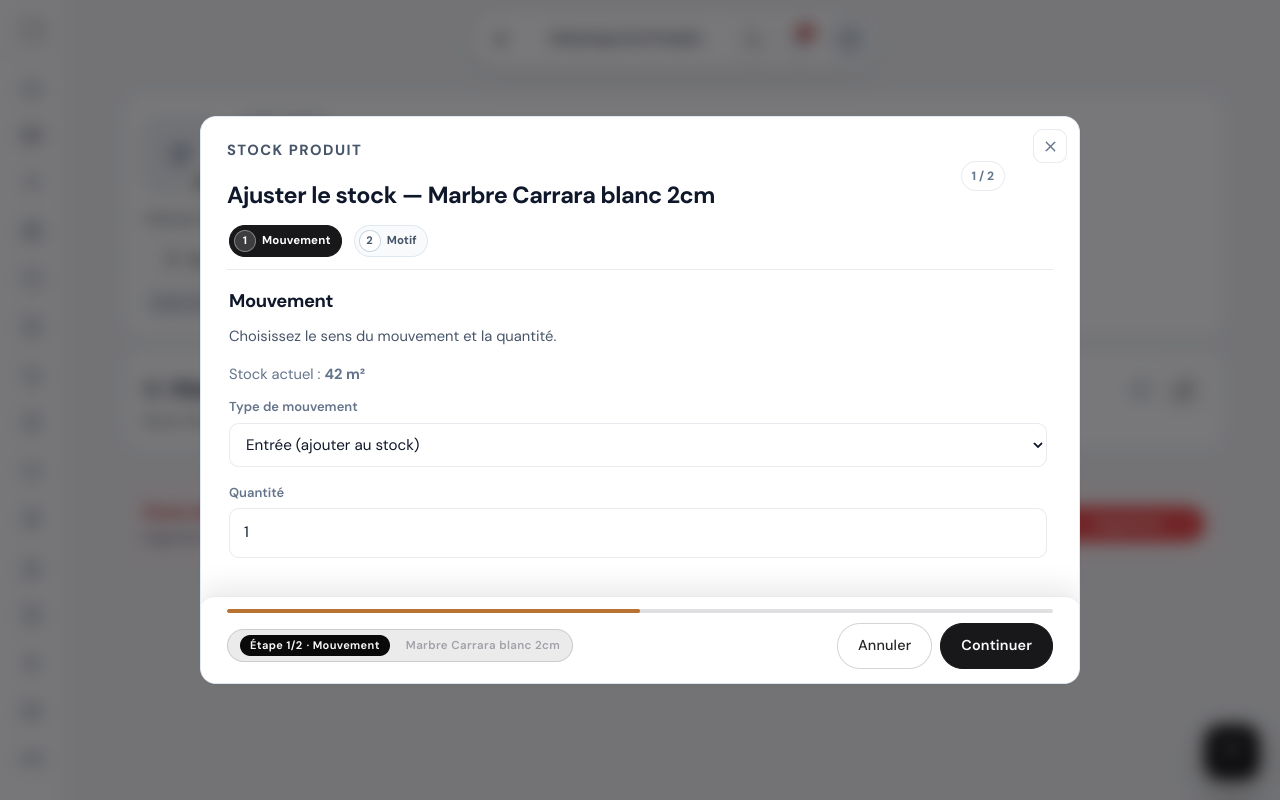 STOCK PRODUIT
1 / 2
Ajuster le stock — Marbre Carrara blanc 2cm
1 Mouvement
2 Motif
Mouvement
Choisissez le sens du mouvement et la quantité.
Stock actuel : 42 m²
Type de mouvement
Entrée (ajouter au stock)
Quantité
1
Étape 1/2 · Mouvement
Marbre Carrara blanc 2cm
Annuler
Continuer